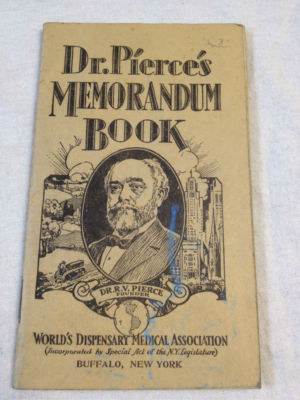 Dr. Pierce's
MEMORANDUM
BOOK
DR. R.V. PIERCE
FOUNDER
WORLD'S DISPENSARY MEDICAL ASSOCIATION
(Incorporated by Special Act of the N.Y. Legislature)
BUFFALO, NEW YORK